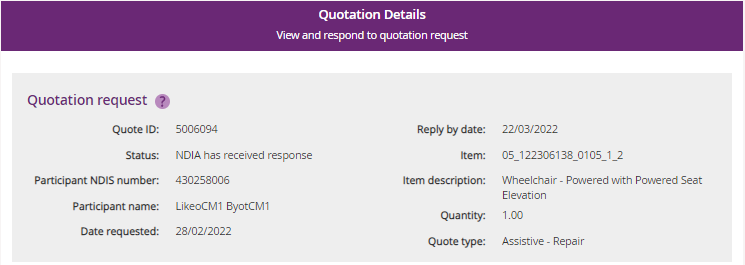 Quotation Details
View and respond to quotation request
Quotation request ?
Quote ID: 5006094
Status: NDIA has received response
Participant NDIS number: 430258006
Participant name: LikeoCM1 ByotCM1
Date requested: 28/02/2022
Reply by date: 22/03/2022
Item: 05_122306138_0105_1_2
Item description: Wheelchair - Powered with Powered Seat
Elevation
Quantity: 1.00
Quote type: Assistive - Repair